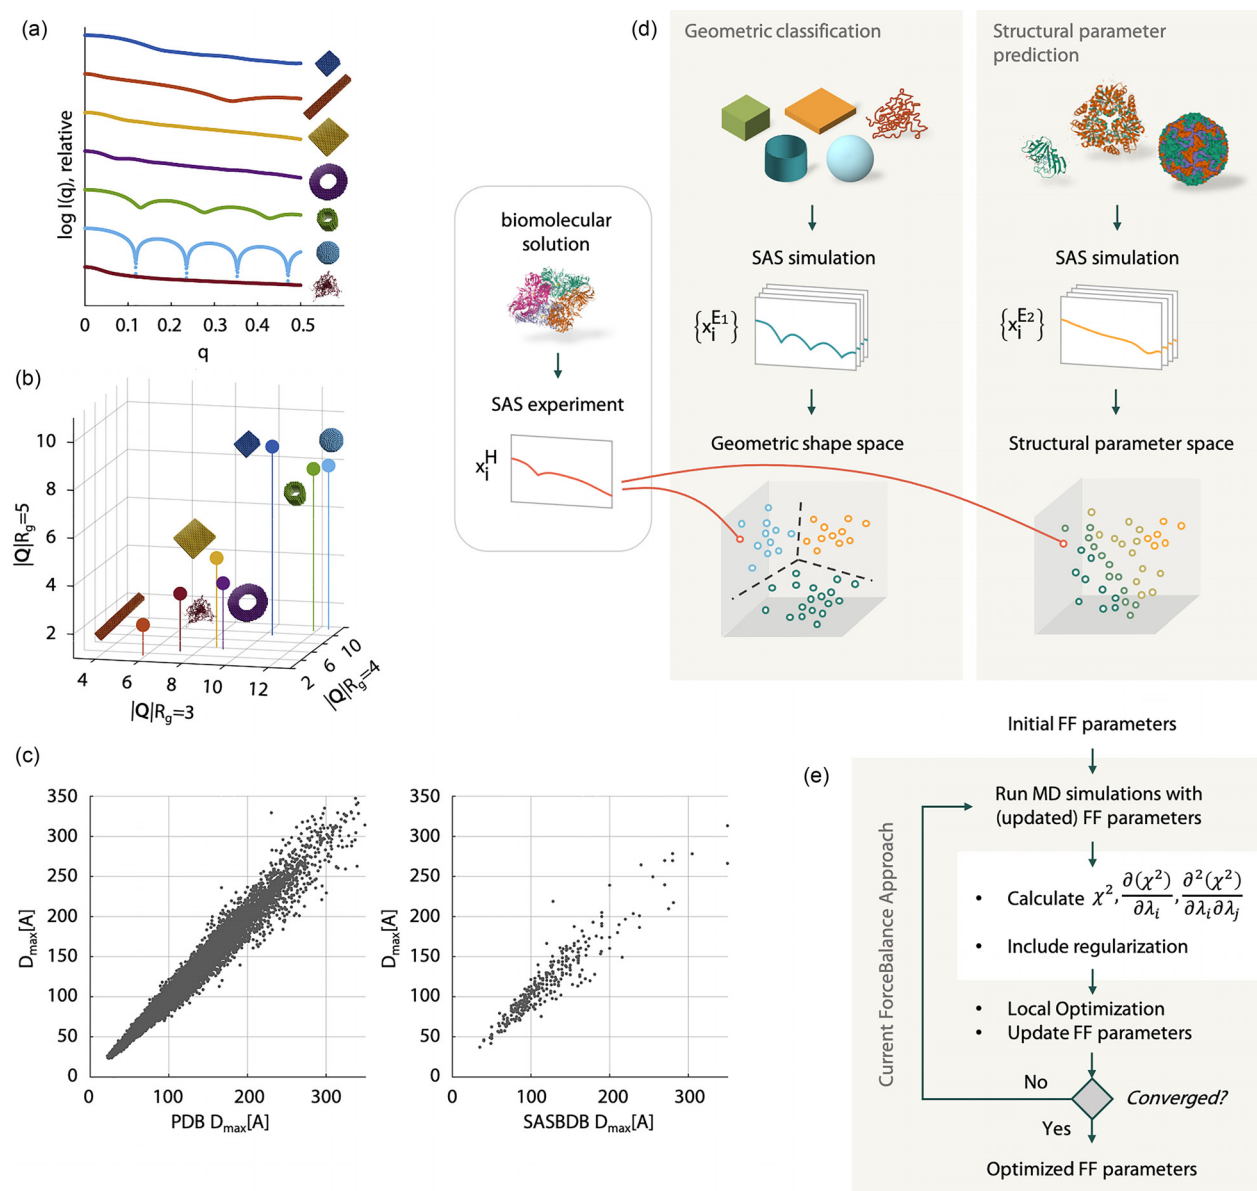 (a)
log I(q), relative
0 0.1 0.2 0.3 0.4 0.5
q
(b)
|Q|Rg=5
10
8
6
4
2
4 6 8 10 12
|Q|Rg=3
2 6 10
|Q|Rg=4
(c)
Dmax[A]
350
300
250
200
150
100
50
0
0 100 200 300
PDB Dmax[A]
Dmax[A]
350
300
250
200
150
100
50
0
0 100 200 300
SASBDB Dmax[A]
biomolecular
solution
SAS experiment
x_i^H
(d)
Geometric classification
SAS simulation
{x_i^E1}
Geometric shape space
Structural parameter
prediction
SAS simulation
{x_i^E2}
Structural parameter space
(e)
Initial FF parameters
Current ForceBalance Approach
Run MD simulations with
(updated) FF parameters
• Calculate χ², ∂(χ²)/∂λi, ∂²(χ²)/∂λi∂λj
• Include regularization
• Local Optimization
• Update FF parameters
No
Converged?
Yes
Optimized FF parameters